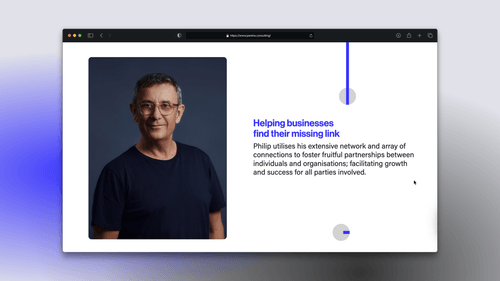 Helping businesses
find their missing link
Philip utilises his extensive network and array of
connections to foster fruitful partnerships between
individuals and organisations; facilitating growth
and success for all parties involved.